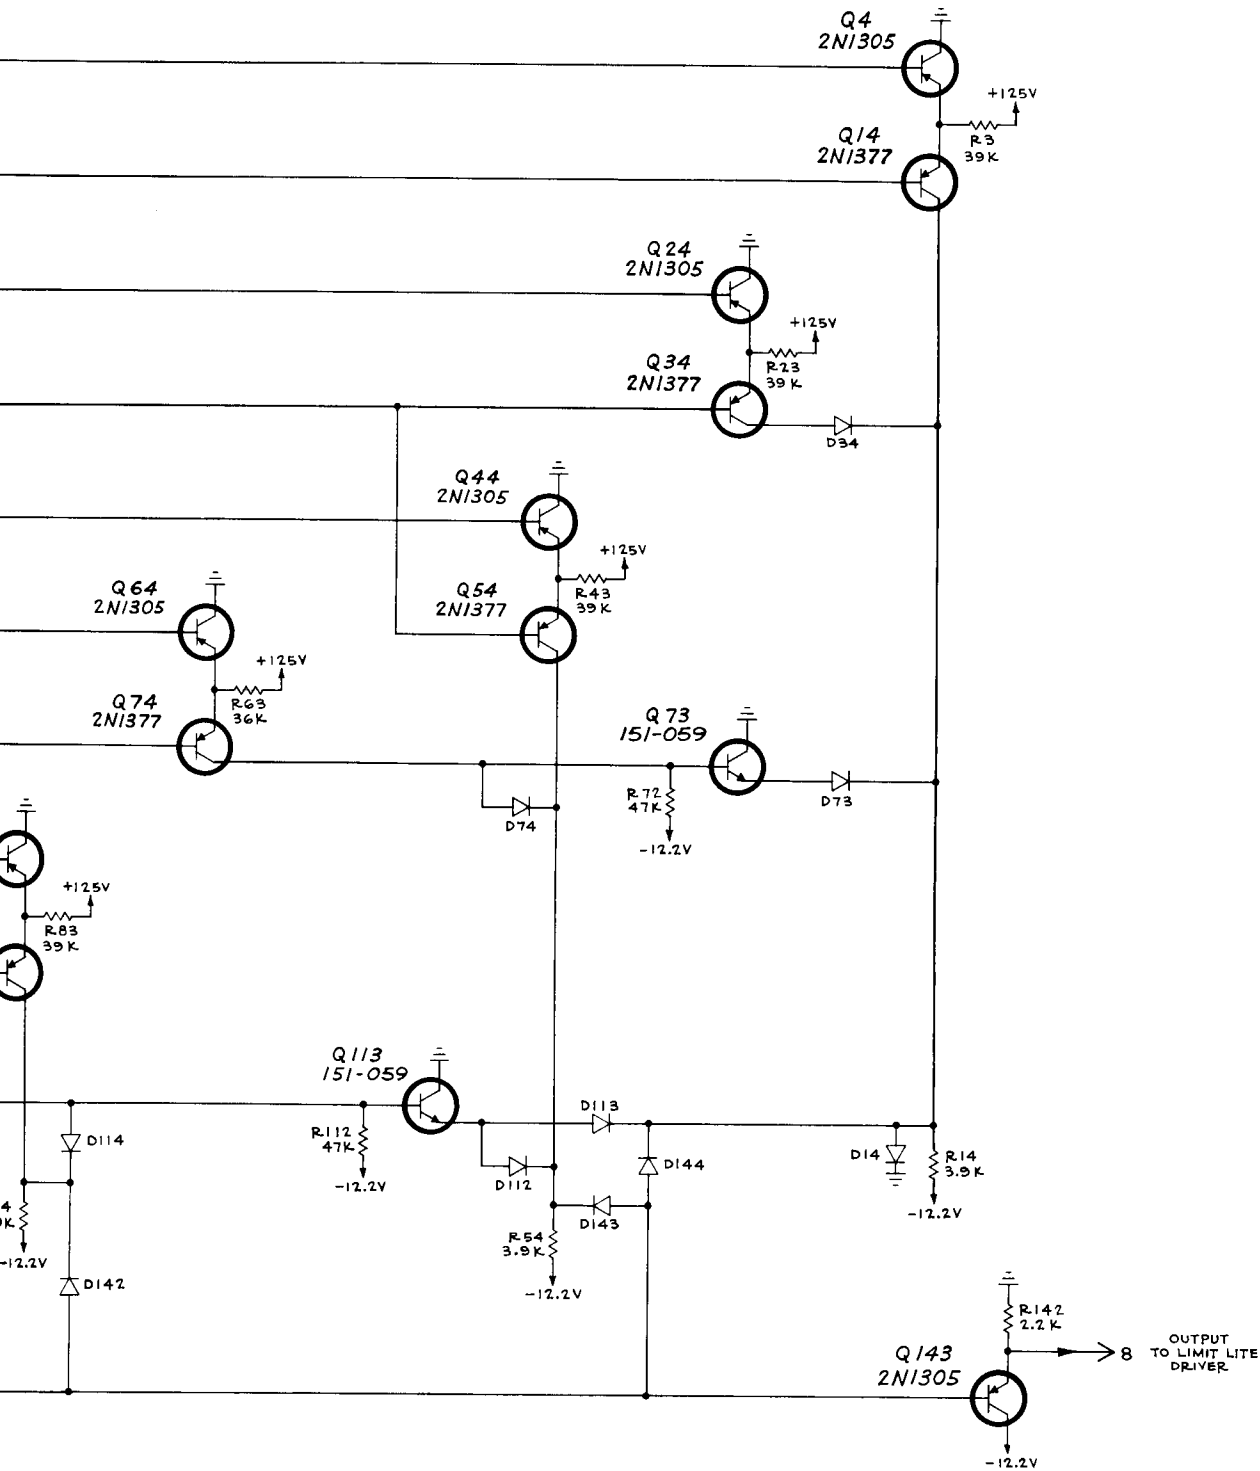 Q4
2N1305
+125V
R3
39K
Q14
2N1377
Q24
2N1305
+125V
R23
39K
Q34
2N1377
D34
Q44
2N1305
+125V
R43
39K
Q54
2N1377
Q64
2N1305
+125V
R63
36K
Q74
2N1377
Q73
151-059
R72
47K
-12.2V
D74
D73
+125V
R83
39K
Q113
151-059
D114
R112
47K
-12.2V
D113
D112
D144
D143
D14
R14
3.9K
-12.2V
4
K
-12.2V
D142
R54
3.9K
-12.2V
R142
2.2K
8
OUTPUT
TO LIMIT LITE
DRIVER
Q143
2N1305
-12.2V